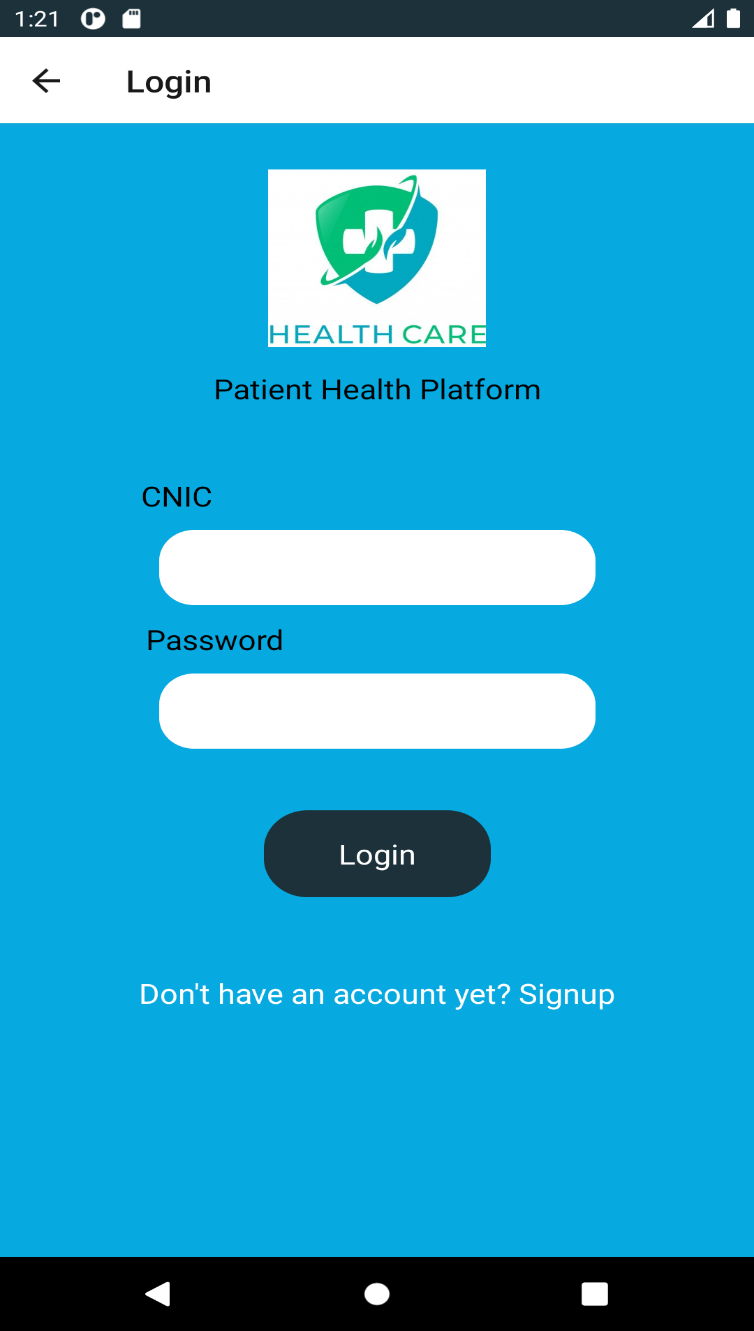 1:21
Login
HEALTH CARE
Patient Health Platform
CNIC
Password
Login
Don't have an account yet? Signup